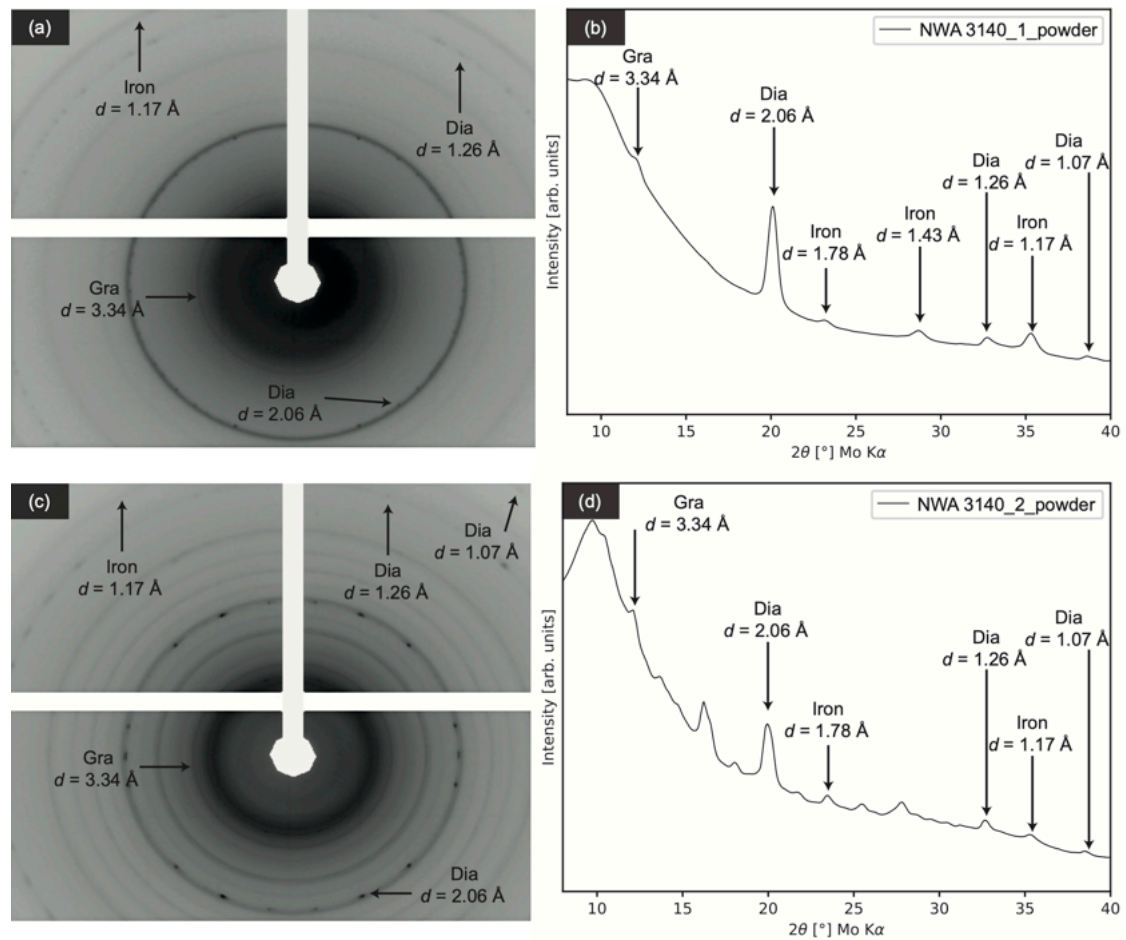 (a)
Iron
d = 1.17 Å
Dia
d = 1.26 Å
Gra
d = 3.34 Å
Dia
d = 2.06 Å
(b)
NWA 3140_1_powder
Gra
d = 3.34 Å
Dia
d = 2.06 Å
Iron
d = 1.78 Å
Iron
d = 1.43 Å
Dia
d = 1.26 Å
Iron
d = 1.17 Å
Dia
d = 1.07 Å
Intensity [arb. units]
10 15 20 25 30 35 40
2θ [°] Mo Kα
(c)
Iron
d = 1.17 Å
Dia
d = 1.26 Å
Dia
d = 1.07 Å
Gra
d = 3.34 Å
Dia
d = 2.06 Å
(d)
NWA 3140_2_powder
Gra
d = 3.34 Å
Dia
d = 2.06 Å
Iron
d = 1.78 Å
Dia
d = 1.26 Å
Iron
d = 1.17 Å
Dia
d = 1.07 Å
Intensity [arb. units]
10 15 20 25 30 35 40
2θ [°] Mo Kα